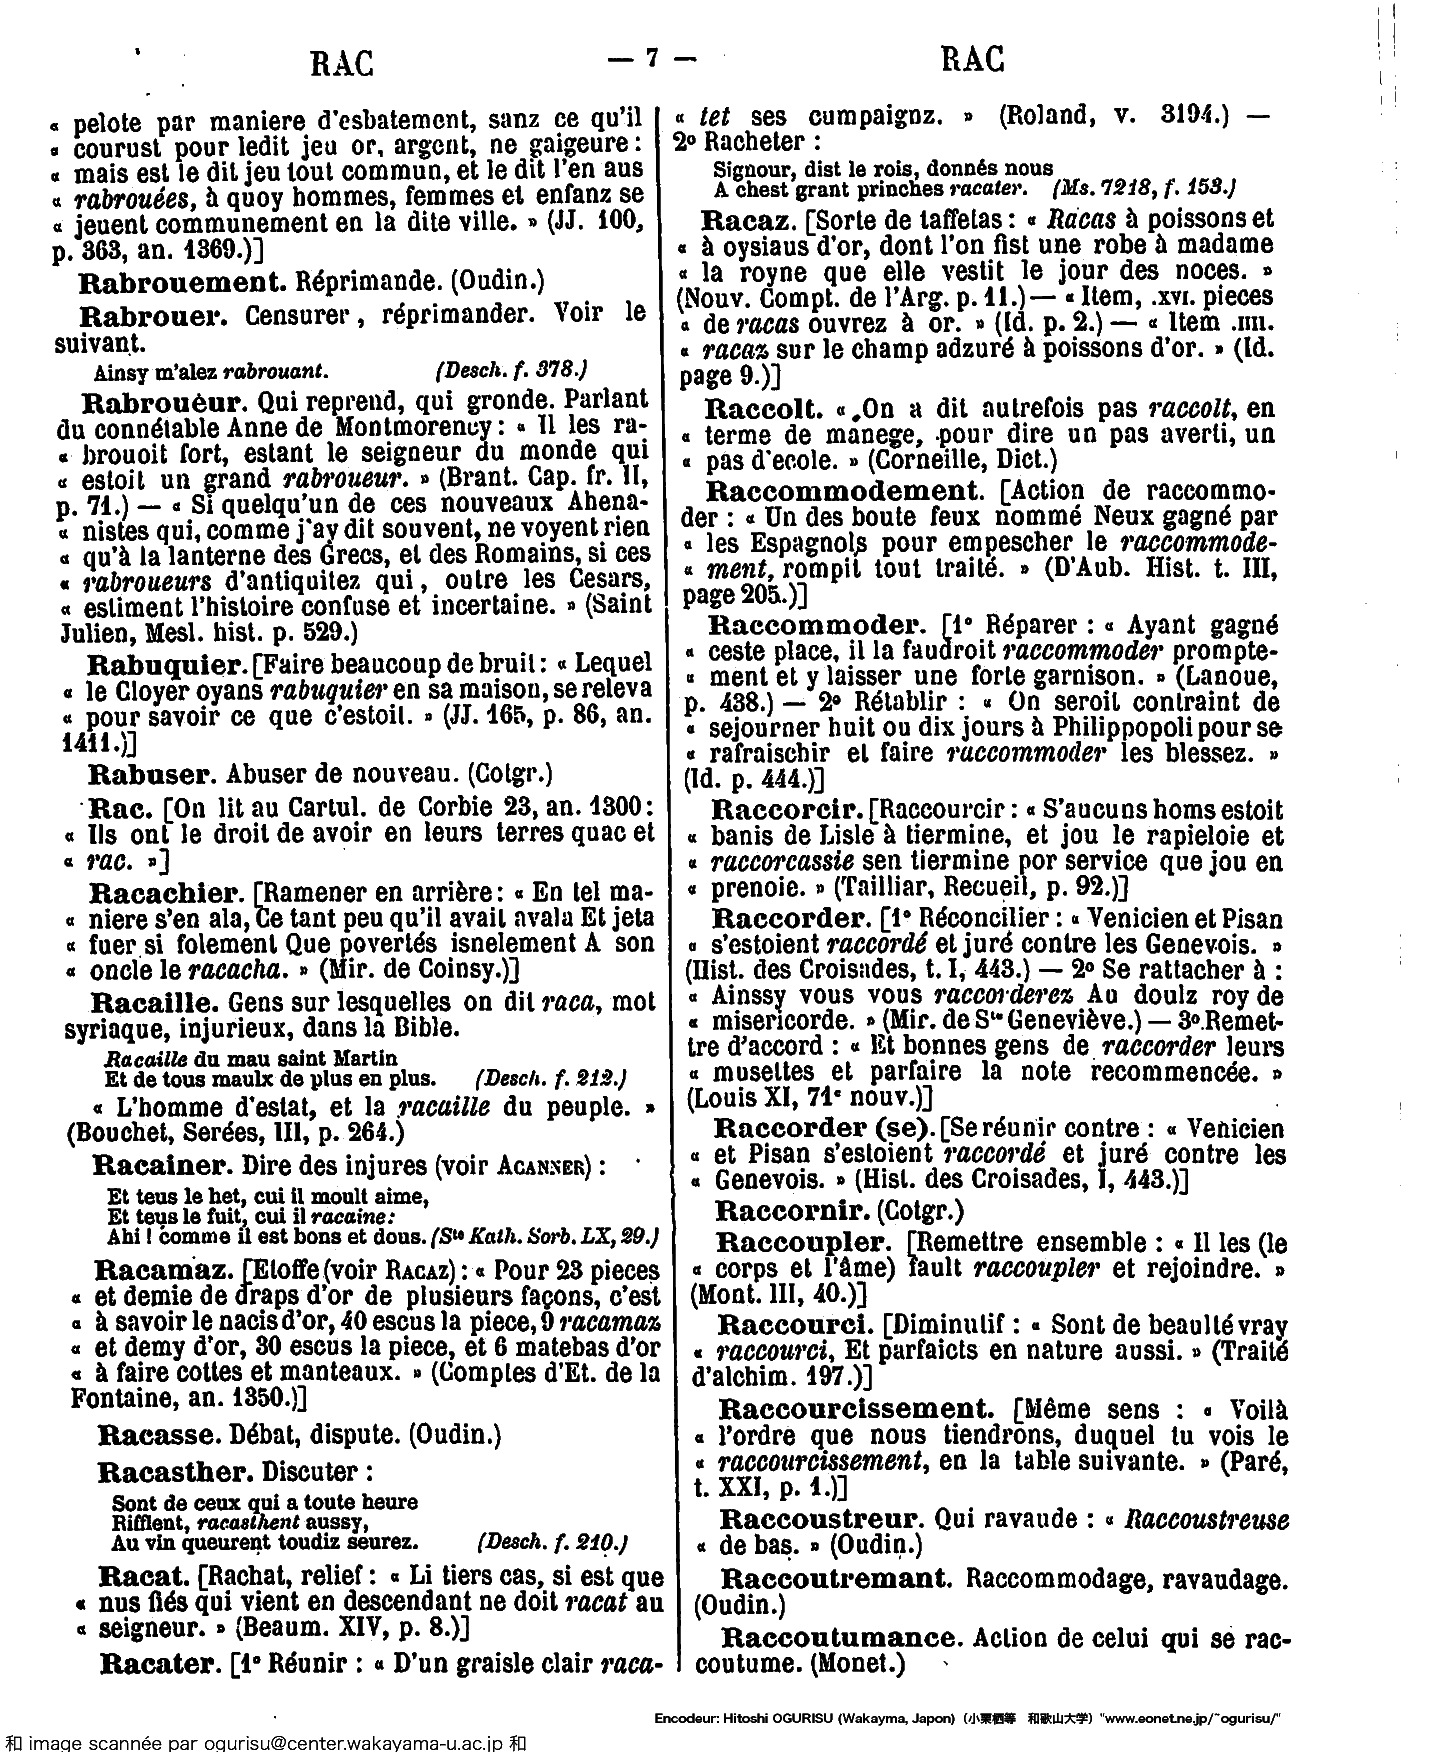 RAC — 7 — RAC
« pelote par maniere d'esbatement, sanz ce qu'il
« courust pour ledit jeu or, argent, ne gaigeure :
« mais est le dit jeu tout commun, et le dit l'en aus
« rabrouées, à quoy hommes, femmes et enfanz se
« jeuent communement en la dite ville. » (JJ. 100,
p. 363, an. 1369.)]
Rabrouement. Réprimande. (Oudin.)
Rabrouer. Censurer, réprimander. Voir le
suivant.
Ainsy m'alez rabrouant. (Desch. f. 378.)
Rabrouëur. Qui reprend, qui gronde. Parlant
du connétable Anne de Montmorency : « Il les ra-
« brouoit fort, estant le seigneur du monde qui
« estoit un grand rabroueur. » (Brant. Cap. fr. II,
p. 71.) — « Si quelqu'un de ces nouveaux Ahena-
« nistes qui, comme j'ay dit souvent, ne voyent rien
« qu'à la lanterne des Grecs, et des Romains, si ces
« rabroueurs d'antiquitez qui, outre les Cesars,
« estiment l'histoire confuse et incertaine. » (Saint
Julien, Mesl. hist. p. 529.)
Rabuquier. [Faire beaucoup de bruit : « Lequel
« le Cloyer oyans rabuquier en sa maison, se releva
« pour savoir ce que c'estoit. » (JJ. 165, p. 86, an.
1411.)]
Rabuser. Abuser de nouveau. (Cotgr.)
Rac. [On lit au Cartul. de Corbie 23, an. 1300 :
« Ils ont le droit de avoir en leurs terres quac et
« rac. »]
Racachier. [Ramener en arrière : « En tel ma-
« niere s'en ala, Ce tant peu qu'il avait avala Et jeta
« fuer si folement Que povertés isnelement A son
« oncle le racacha. » (Mir. de Coinsy.)]
Racaille. Gens sur lesquelles on dit raca, mot
syriaque, injurieux, dans la Bible.
Racaille du mau saint Martin
Et de tous maulx de plus en plus. (Desch. f. 212.)
« L'homme d'estat, et la racaille du peuple. »
(Bouchet, Serées, III, p. 264.)
Racainer. Dire des injures (voir ACANNER) :
Et teus le het, cui il moult aime,
Et teus le fuit, cui il racaine :
Ahi ! comme il est bons et dous. (Ste Kath. Sorb. LX, 29.)
Racamaz. [Etoffe (voir RACAZ) : « Pour 23 pieces
« et demie de draps d'or de plusieurs façons, c'est
« à savoir le nacis d'or, 40 escus la piece, 9 racamaz
« et demy d'or, 30 escus la piece, et 6 matebas d'or
« à faire cottes et manteaux. » (Comptes d'Et. de la
Fontaine, an. 1350.)]
Racasse. Débat, dispute. (Oudin.)
Racasther. Discuter :
Sont de ceux qui a toute heure
Rifflent, racasthent aussy,
Au vin queurent toudiz seurez. (Desch. f. 210.)
Racat. [Rachat, relief : « Li tiers cas, si est que
« nus fiés qui vient en descendant ne doit racat au
« seigneur. » (Beaum. XIV, p. 8.)]
Racater. [1° Réunir : « D'un graisle clair raca-
« tet ses cumpaignz. » (Roland, v. 3194.) —
2° Racheter :
Signour, dist le rois, donnés nous
A chest grant prinches racater. (Ms. 7218, f. 153.)
Racaz. [Sorte de taffetas : « Racas à poissons et
« à oysiaus d'or, dont l'on fist une robe à madame
« la royne que elle vestit le jour des noces. »
(Nouv. Compt. de l'Arg. p. 11.) — « Item, .XVI. pieces
« de racas ouvrez à or. » (Id. p. 2.) — « Item .IIII.
« racaz sur le champ adzuré à poissons d'or. » (Id.
page 9.)]
Raccolt. « On a dit autrefois pas raccolt, en
« terme de manege, pour dire un pas averti, un
« pas d'ecole. » (Corneille, Dict.)
Raccommodement. [Action de raccommo-
der : « Un des boute feux nommé Neux gagné par
« les Espagnols pour empescher le raccommode-
« ment, rompit tout traité. » (D'Aub. Hist. t. III,
page 205.)]
Raccommoder. [1° Réparer : « Ayant gagné
« ceste place, il la faudroit raccommoder prompte-
« ment et y laisser une forte garnison. » (Lanoue,
p. 438.) — 2° Rétablir : « On seroit contraint de
« sejourner huit ou dix jours à Philippopoli pour se
« rafraischir et faire raccommoder les blessez. »
(Id. p. 444.)]
Raccorcir. [Raccourcir : « S'aucuns homs estoit
« banis de Lisle à tiermine, et jou le rapieloie et
« raccorcassie sen tiermine por service que jou en
« prenoie. » (Tailliar, Recueil, p. 92.)]
Raccorder. [1° Réconcilier : « Venicien et Pisan
« s'estoient raccordé et juré contre les Genevois. »
(Hist. des Croisades, t. I, 443.) — 2° Se rattacher à :
« Ainssy vous vous raccorderez Au doulz roy de
« misericorde. » (Mir. de Ste Geneviève.) — 3° Remet-
tre d'accord : « Et bonnes gens de raccorder leurs
« musettes et parfaire la note recommencée. »
(Louis XI, 71e nouv.)]
Raccorder (se). [Se réunir contre : « Venicien
« et Pisan s'estoient raccordé et juré contre les
« Genevois. » (Hist. des Croisades, I, 443.)]
Raccornir. (Cotgr.)
Raccoupler. [Remettre ensemble : « Il les (le
« corps et l'âme) fault raccoupler et rejoindre. »
(Mont. III, 40.)]
Raccourci. [Diminutif : « Sont de beaulté vray
« raccourci, Et parfaicts en nature aussi. » (Traité
d'alchim. 197.)]
Raccourcissement. [Même sens : « Voilà
« l'ordre que nous tiendrons, duquel tu vois le
« raccourcissement, en la table suivante. » (Paré,
t. XXI, p. 1.)]
Raccoustreur. Qui ravaude : « Raccoustreuse
« de bas. » (Oudin.)
Raccoutremant. Raccommodage, ravaudage.
(Oudin.)
Raccoutumance. Action de celui qui se rac-
coutume. (Monet.)
Encodeur: Hitoshi OGURISU (Wakayma, Japon) (小栗栖等 和歌山大学) "www.eonet.ne.jp/~ogurisu/"
和 image scannée par ogurisu@center.wakayama-u.ac.jp 和